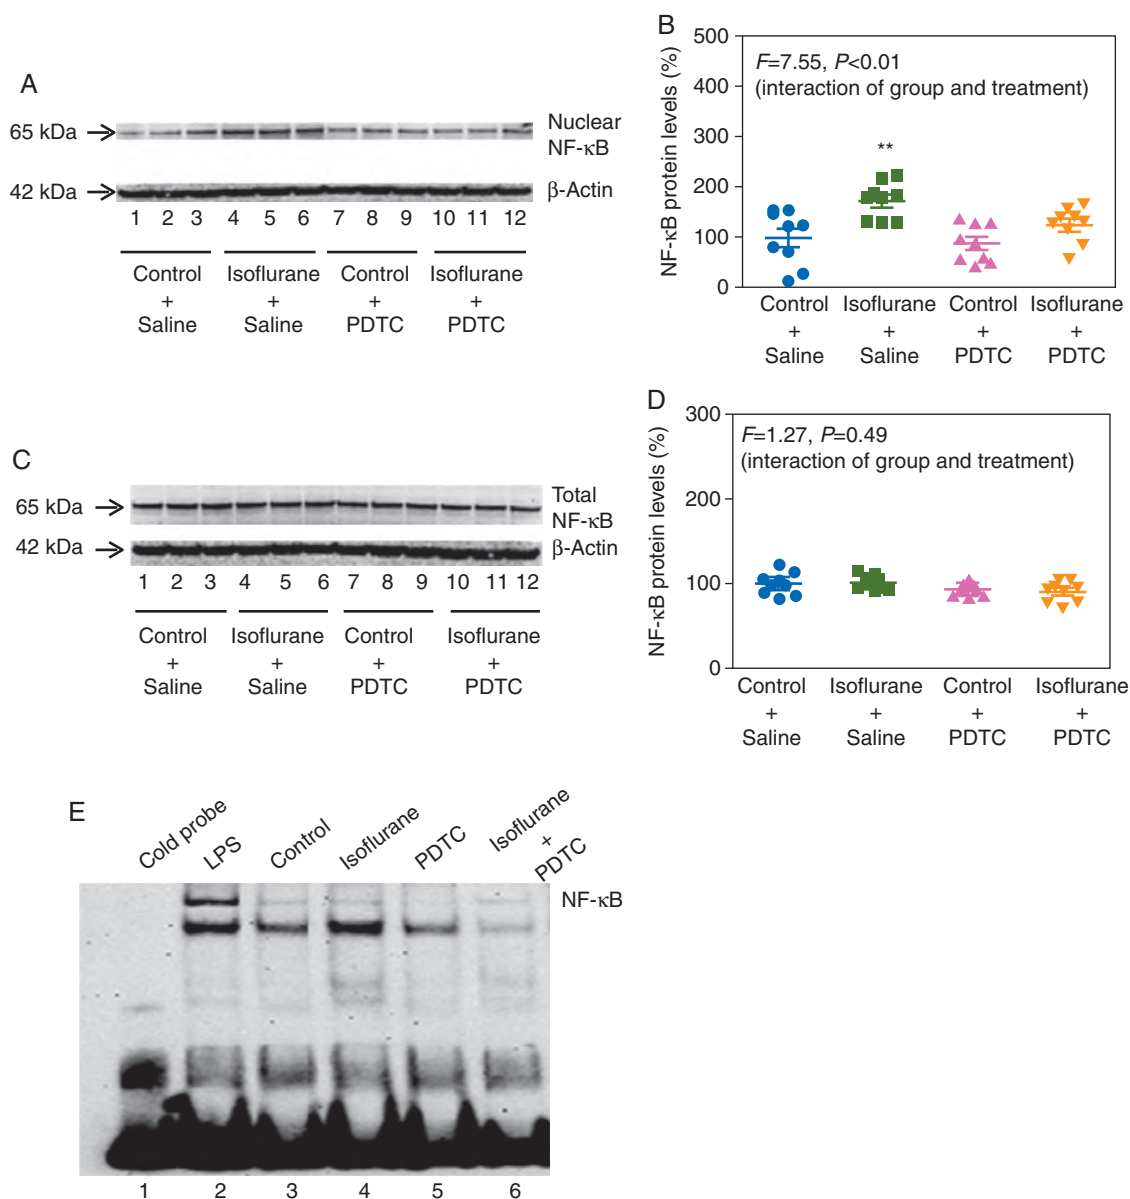 A
65 kDa
Nuclear
NF-κB
42 kDa
β-Actin
1 2 3 4 5 6 7 8 9 10 11 12
Control Isoflurane Control Isoflurane
+ + + +
Saline Saline PDTC PDTC
B
NF-κB protein levels (%)
500
400
300
200
100
0
F=7.55, P<0.01
(interaction of group and treatment)
**
Control Isoflurane Control Isoflurane
+ + + +
Saline Saline PDTC PDTC
C
65 kDa
Total
NF-κB
42 kDa
β-Actin
1 2 3 4 5 6 7 8 9 10 11 12
Control Isoflurane Control Isoflurane
+ + + +
Saline Saline PDTC PDTC
D
NF-κB protein levels (%)
300
200
100
0
F=1.27, P=0.49
(interaction of group and treatment)
Control Isoflurane Control Isoflurane
+ + + +
Saline Saline PDTC PDTC
E
Cold probe
LPS
Control
Isoflurane
PDTC
Isoflurane
+
PDTC
NF-κB
1 2 3 4 5 6